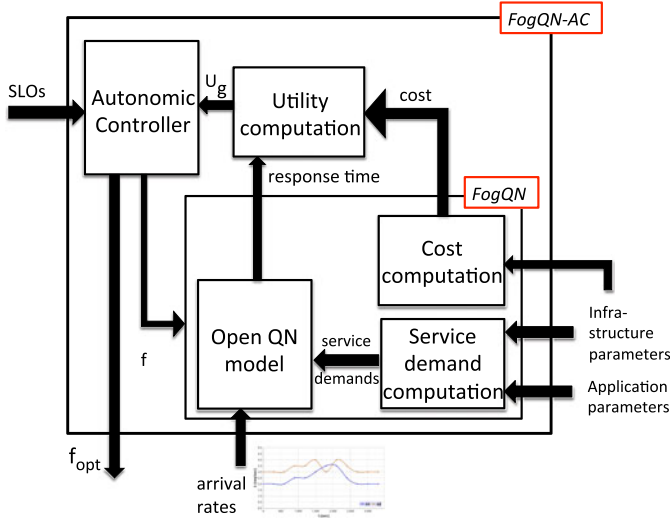 FogQN-AC
SLOs
Autonomic
Controller
Ug
Utility
computation
cost
response time
FogQN
Cost
computation
Infra-
structure
parameters
Open QN
model
service
demands
Service
demand
computation
f
Application
parameters
fopt
arrival
rates